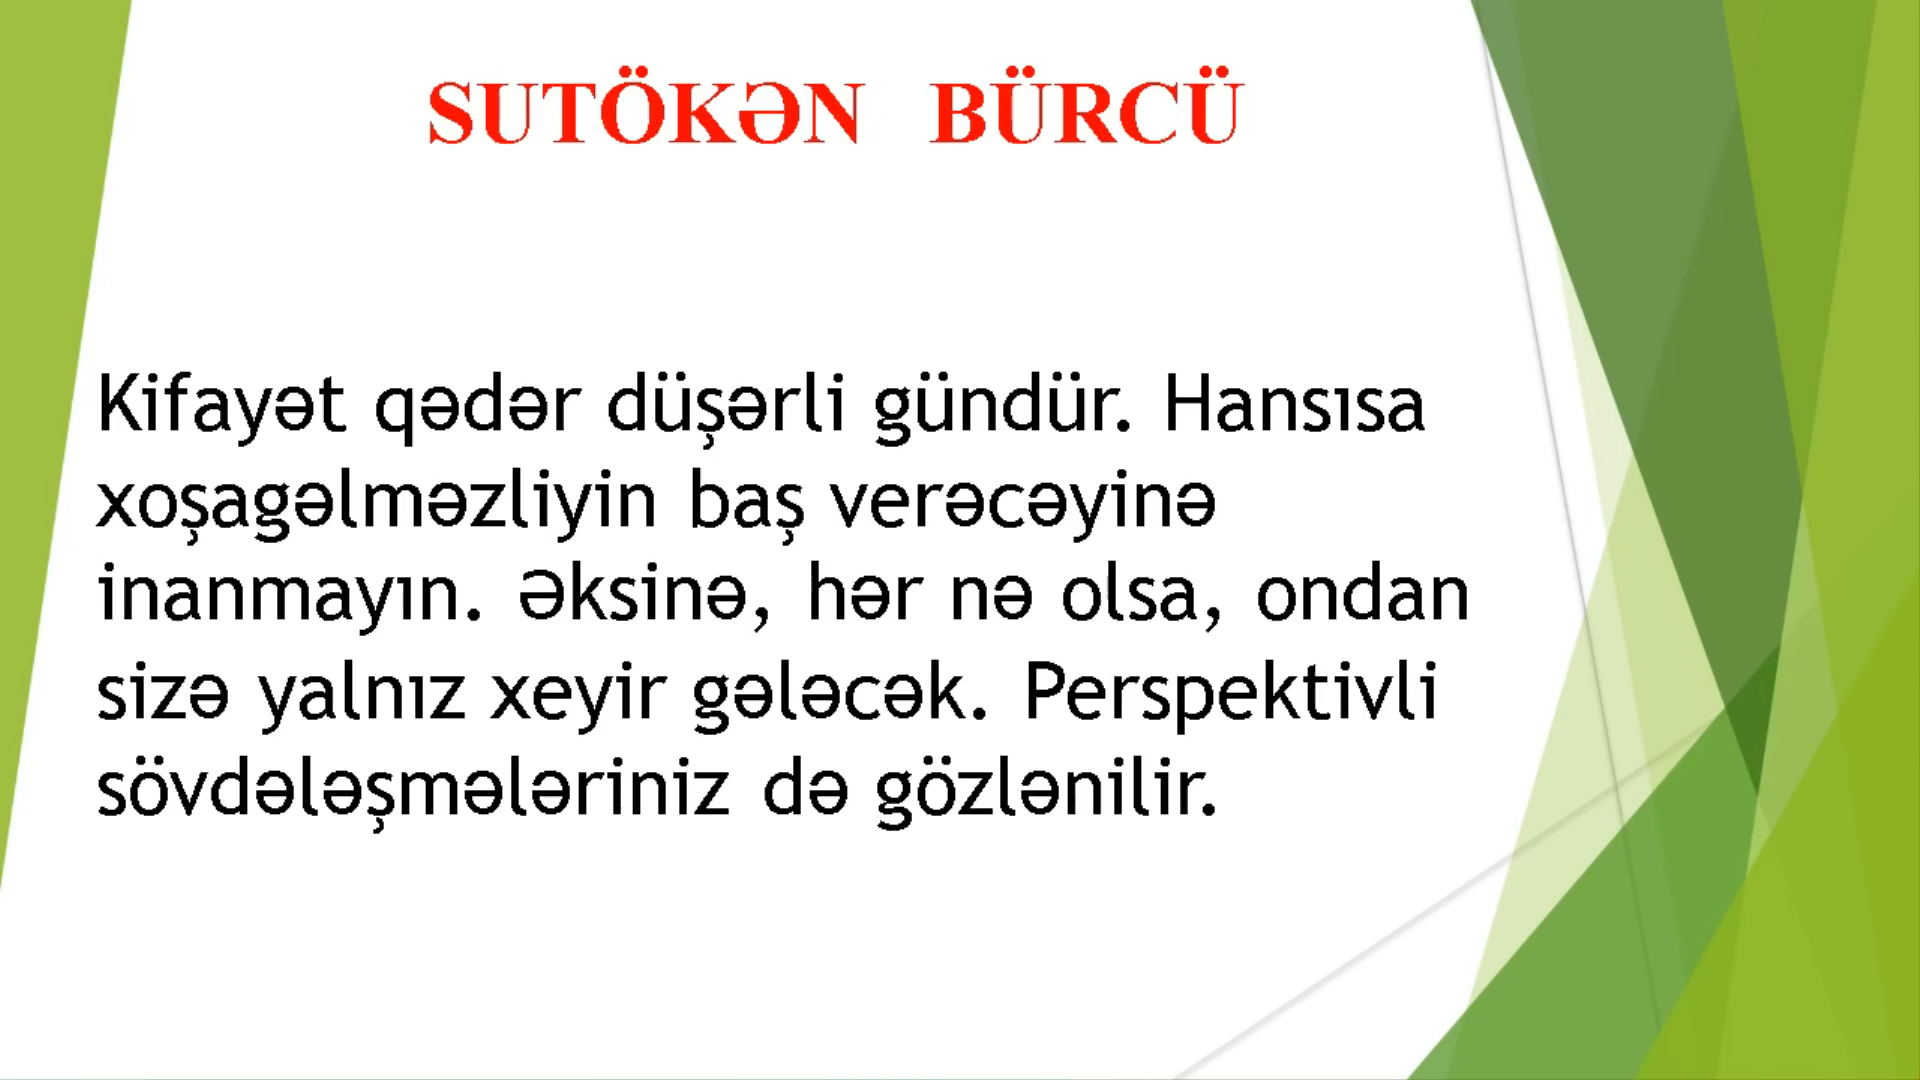 SUTÖKƏN BÜRCÜ
Kifayət qədər düşərli gündür. Hansısa
xoşagəlməzliyin baş verəcəyinə
inanmayın. Əksinə, hər nə olsa, ondan
sizə yalnız xeyir gələcək. Perspektivli
sövdələşmələriniz də gözlənilir.